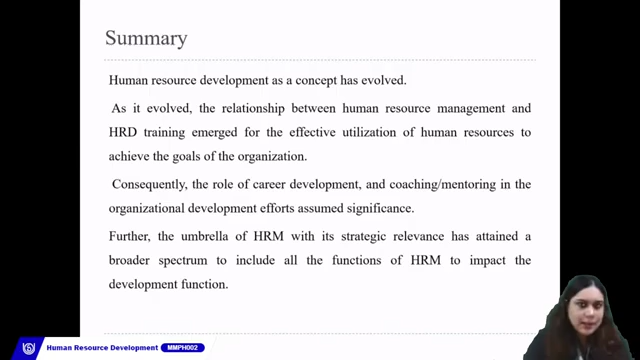 Summary
Human resource development as a concept has evolved.
As it evolved, the relationship between human resource management and
HRD training emerged for the effective utilization of human resources to
achieve the goals of the organization.
Consequently, the role of career development, and coaching/mentoring in the
organizational development efforts assumed significance.
Further, the umbrella of HRM with its strategic relevance has attained a
broader spectrum to include all the functions of HRM to impact the
development function.
Human Resource Development MMPH002